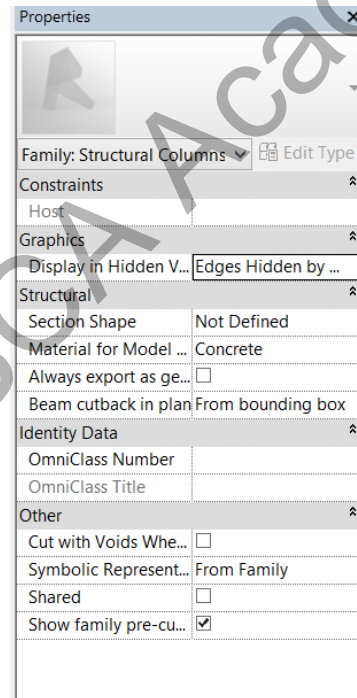 Properties
Family: Structural Columns Edit Type
Constraints
Host
Graphics
Display in Hidden V... Edges Hidden by ...
Structural
Section Shape Not Defined
Material for Model ... Concrete
Always export as ge...
Beam cutback in plan From bounding box
Identity Data
OmniClass Number
OmniClass Title
Other
Cut with Voids Whe...
Symbolic Represent... From Family
Shared
Show family pre-cu...